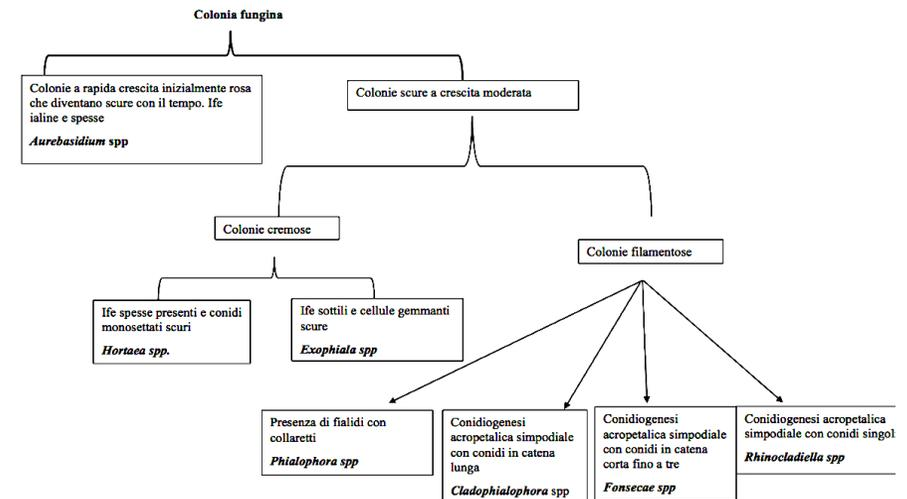 Colonia fungina
Colonie a rapida crescita inizialmente rosa
che diventano scure con il tempo. Ife
ialine e spesse
Aurebasidium spp
Colonie scure a crescita moderata
Colonie cremose
Colonie filamentose
Ife spesse presenti e conidi
monosettati scuri
Hortaea spp.
Ife sottili e cellule gemmanti
scure
Exophiala spp
Presenza di fialidi con
collaretti
Phialophora spp
Conidiogenesi
acropetalica simpodiale
con conidi in catena
lunga
Cladophialophora spp
Conidiogenesi
acropetalica simpodiale
con conidi in catena
corta fino a tre
Fonsecae spp
Conidiogenesi acropetalica
simpodiale con conidi singol
Rhinocladiella spp